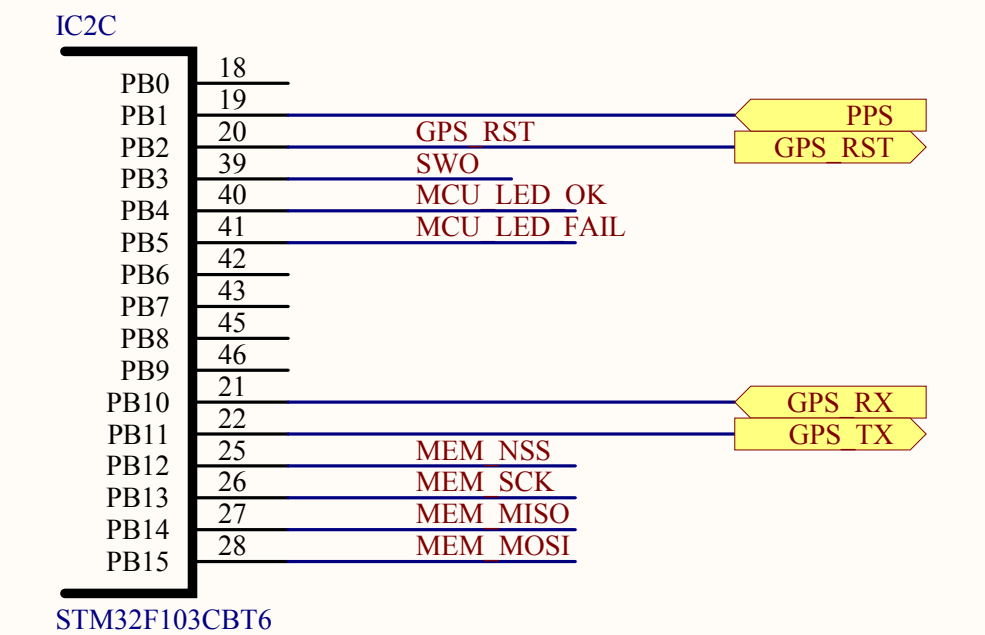 IC2C
PB0 18
PB1 19 PPS
PB2 20 GPS_RST GPS_RST
PB3 39 SWO
PB4 40 MCU_LED_OK
PB5 41 MCU_LED_FAIL
PB6 42
PB7 43
PB8 45
PB9 46
PB10 21 GPS_RX
PB11 22 GPS_TX
PB12 25 MEM_NSS
PB13 26 MEM_SCK
PB14 27 MEM_MISO
PB15 28 MEM_MOSI
STM32F103CBT6